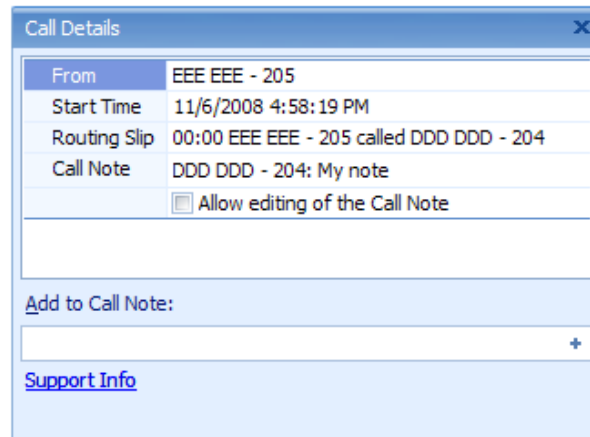 Call Details
From EEE EEE - 205
Start Time 11/6/2008 4:58:19 PM
Routing Slip 00:00 EEE EEE - 205 called DDD DDD - 204
Call Note DDD DDD - 204: My note
Allow editing of the Call Note
Add to Call Note:
Support Info